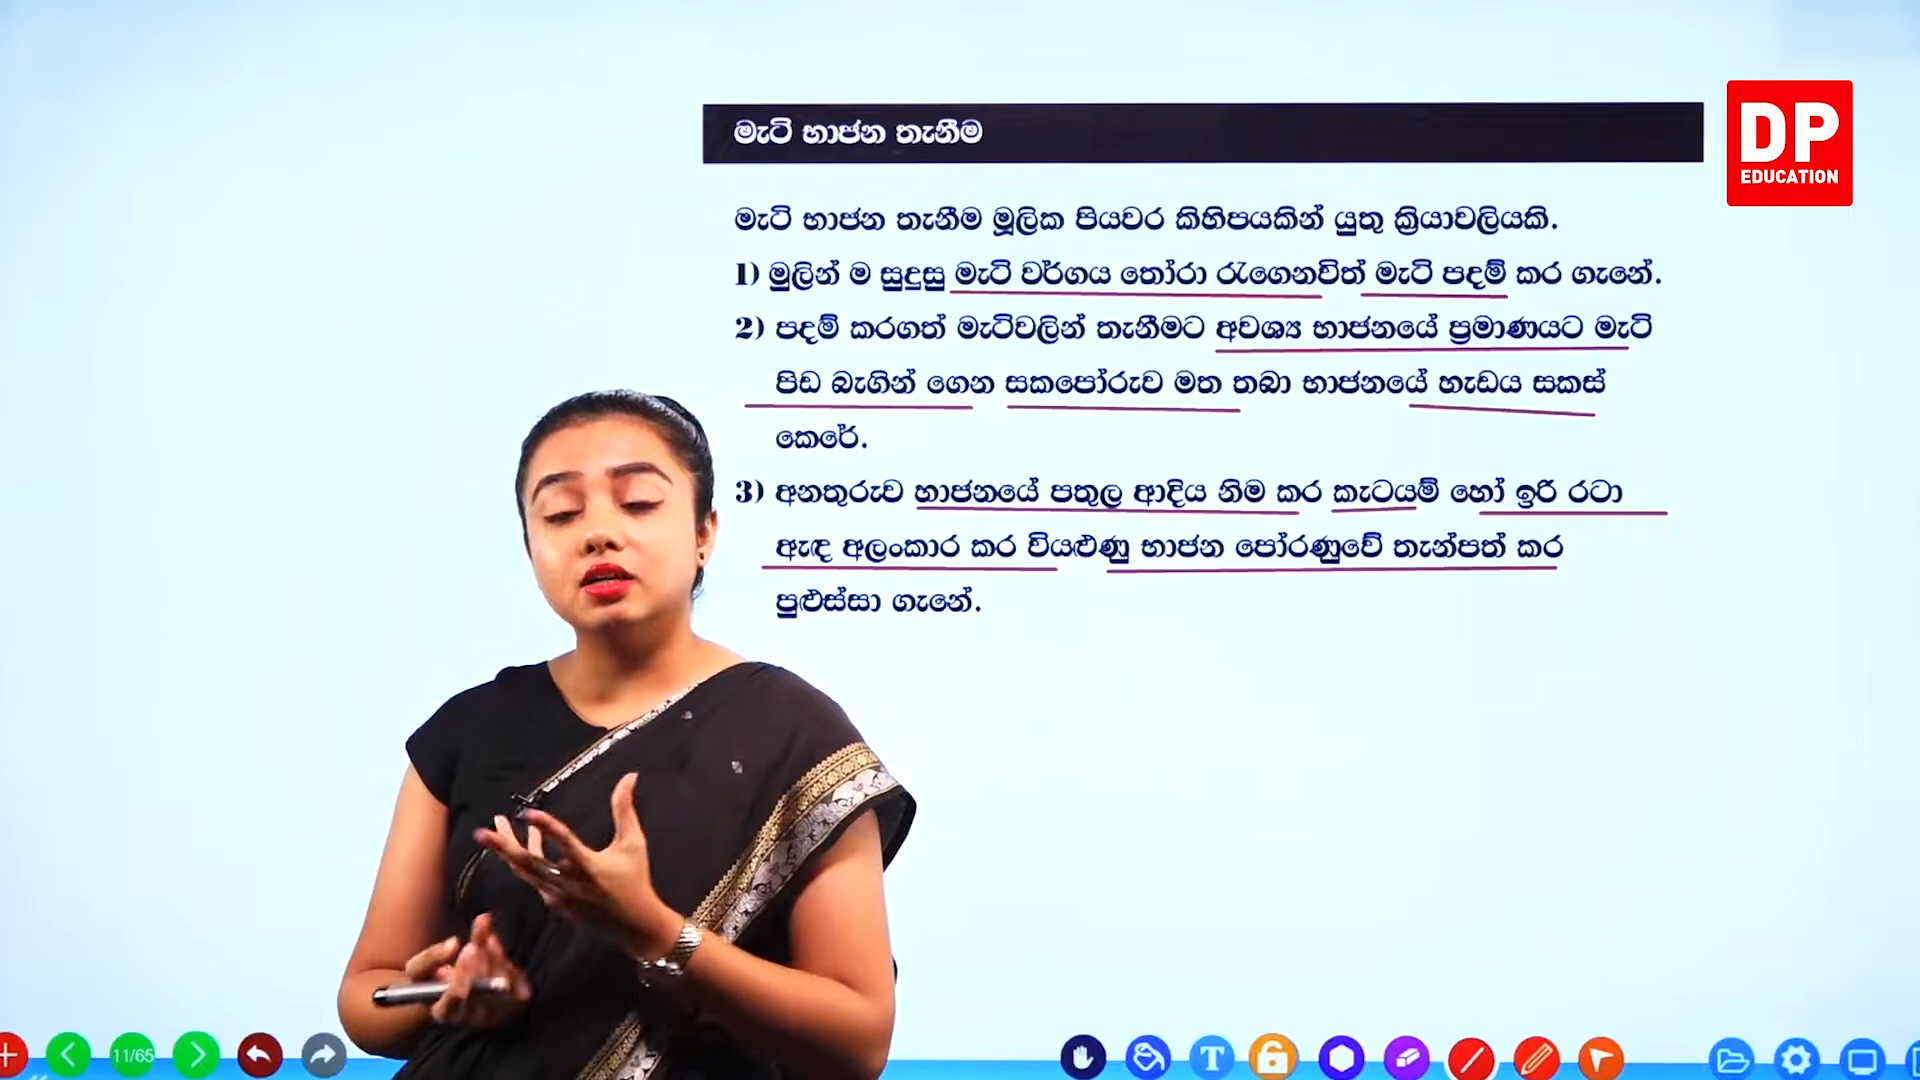 මැටි භාජන තැනීම
DP
EDUCATION
මැටි භාජන තැනීම මූලික පියවර කිහිපයකින් යුතු ක්‍රියාවලියකි.
1) මුලින් ම සුදුසු මැටි වර්ගය තෝරා රැගෙනවිත් මැටි පදම් කර ගැනේ.
2) පදම් කරගත් මැටිවලින් තැනීමට අවශ්‍ය භාජනයේ ප්‍රමාණයට මැටි
පිඩ බැගින් ගෙන සකපෝරුව මත තබා භාජනයේ හැඩය සකස්
කෙරේ.
3) අනතුරුව භාජනයේ පතුල ආදිය නිම කර කැටයම් හෝ ඉරි රටා
ඇඳ අලංකාර කර වියළුණු භාජන පෝරණුවේ තැන්පත් කර
පුළුස්සා ගැනේ.
11/65
T